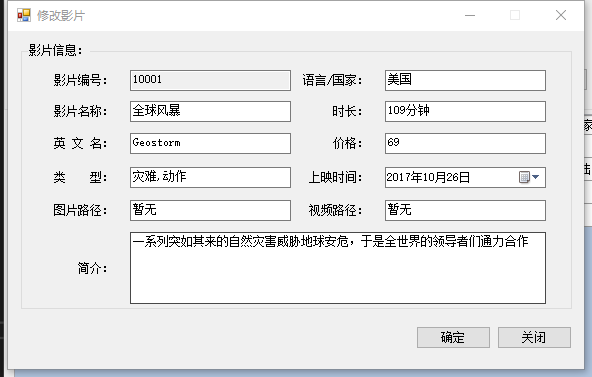 修改影片
影片信息:
影片编号: 10001 语言/国家: 美国
影片名称: 全球风暴 时长: 109分钟
英 文 名: Geostorm 价格: 69
类 型: 灾难,动作 上映时间: 2017年10月26日
图片路径: 暂无 视频路径: 暂无
简介: 一系列突如其来的自然灾害威胁地球安危，于是全世界的领导者们通力合作
确定 关闭